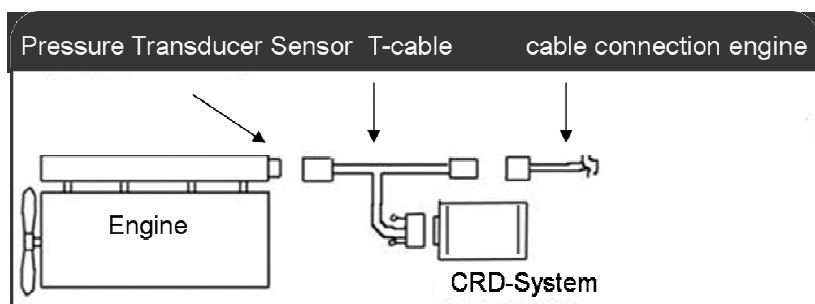 Pressure Transducer Sensor T-cable cable connection engine
Engine
CRD-System